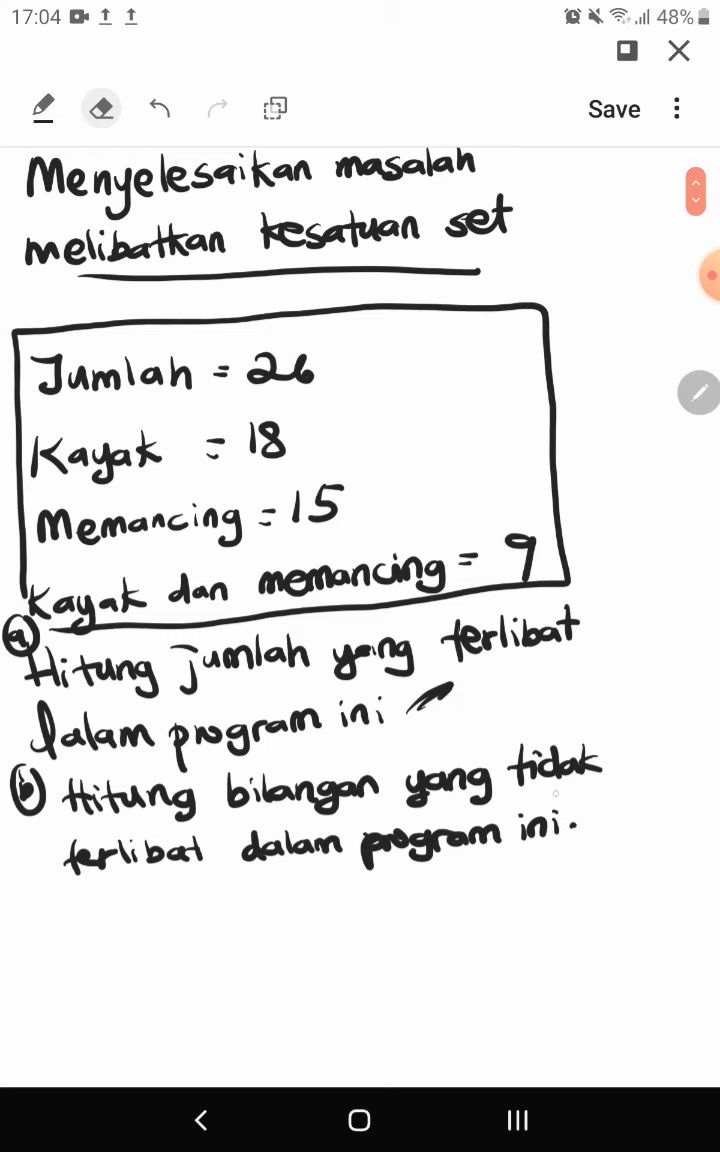 17:04 48%
Save
Menyelesaikan masalah
melibatkan kesatuan set
Jumlah = 26
Kayak = 18
Memancing = 15
Kayak dan memancing = 9
a Hitung jumlah yang terlibat
dalam program ini
b Hitung bilangan yang tidak
terlibat dalam program ini.